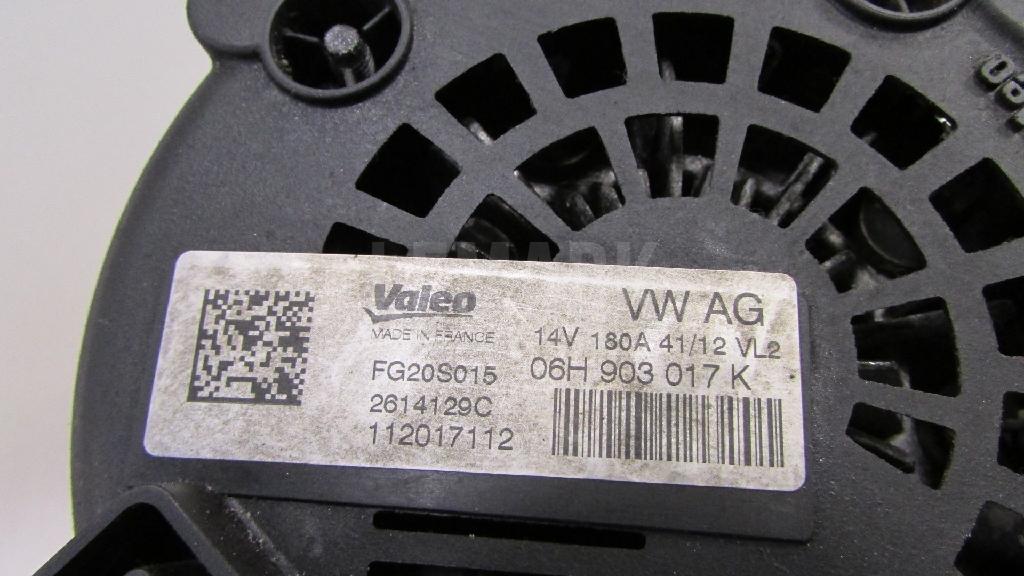 Valeo
MADE IN FRANCE
FG20S015
2614129C
112017112
VW AG
14V 180A 41/12 VL2
06H 903 017 K